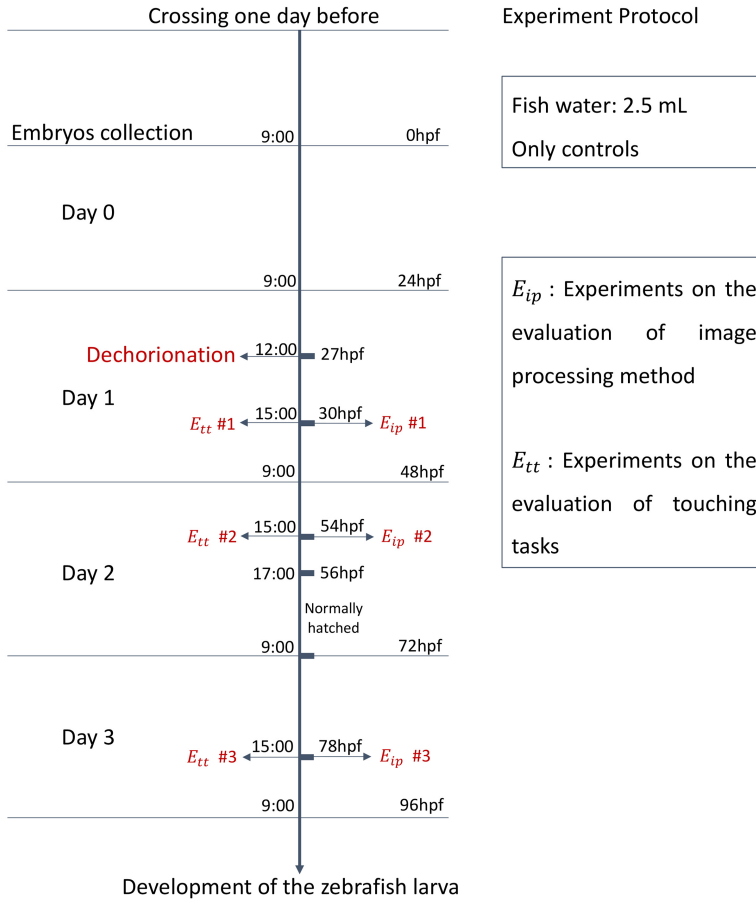 Crossing one day before
Experiment Protocol
Fish water: 2.5 mL
Only controls
Embryos collection 9:00 0hpf
Day 0
9:00 24hpf
Dechorionation 12:00 27hpf
Day 1
E_tt #1 15:00 30hpf E_ip #1
9:00 48hpf
E_tt #2 15:00 54hpf E_ip #2
Day 2 17:00 56hpf
Normally
hatched
9:00 72hpf
Day 3
E_tt #3 15:00 78hpf E_ip #3
9:00 96hpf
Development of the zebrafish larva
E_ip : Experiments on the
evaluation of image
processing method
E_tt : Experiments on the
evaluation of touching
tasks